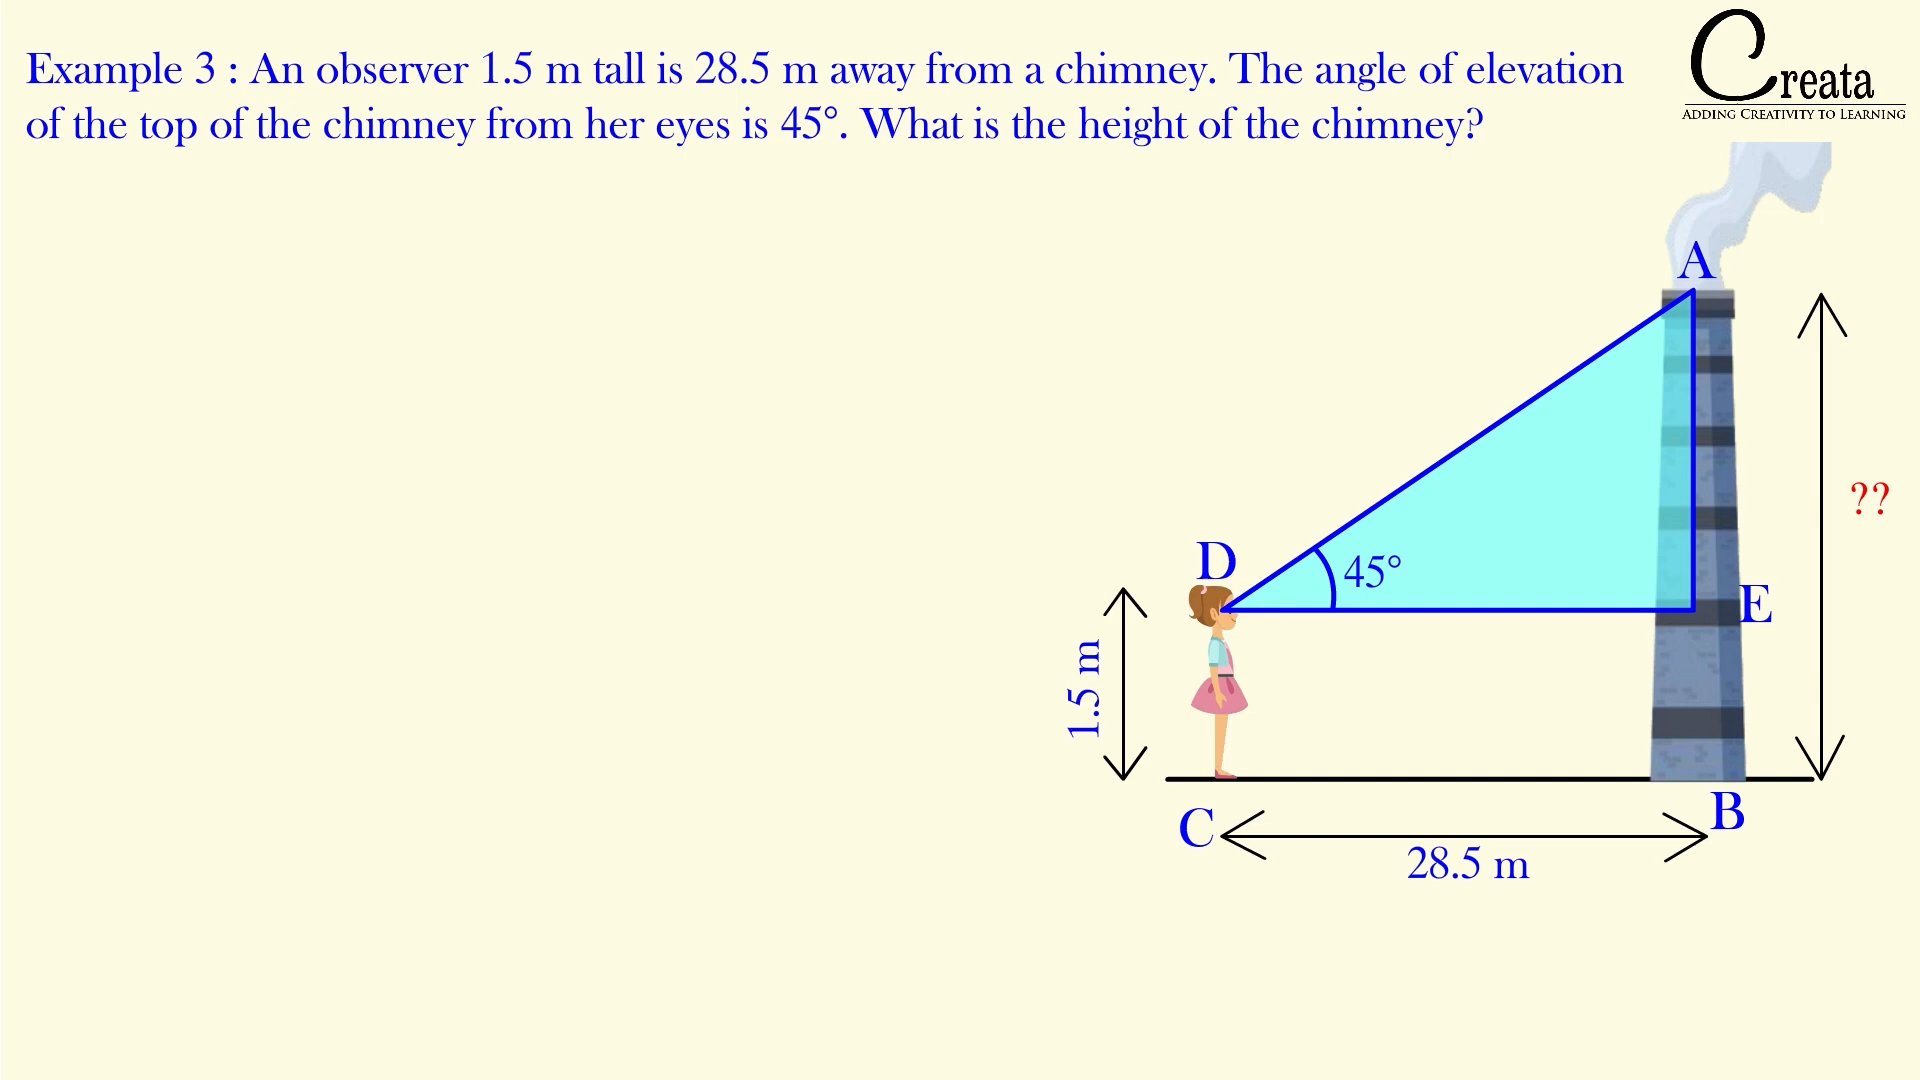 Example 3 : An observer 1.5 m tall is 28.5 m away from a chimney. The angle of elevation
of the top of the chimney from her eyes is 45°. What is the height of the chimney?
Creata
ADDING CREATIVITY TO LEARNING
A
??
D
45°
E
1.5 m
C
B
28.5 m